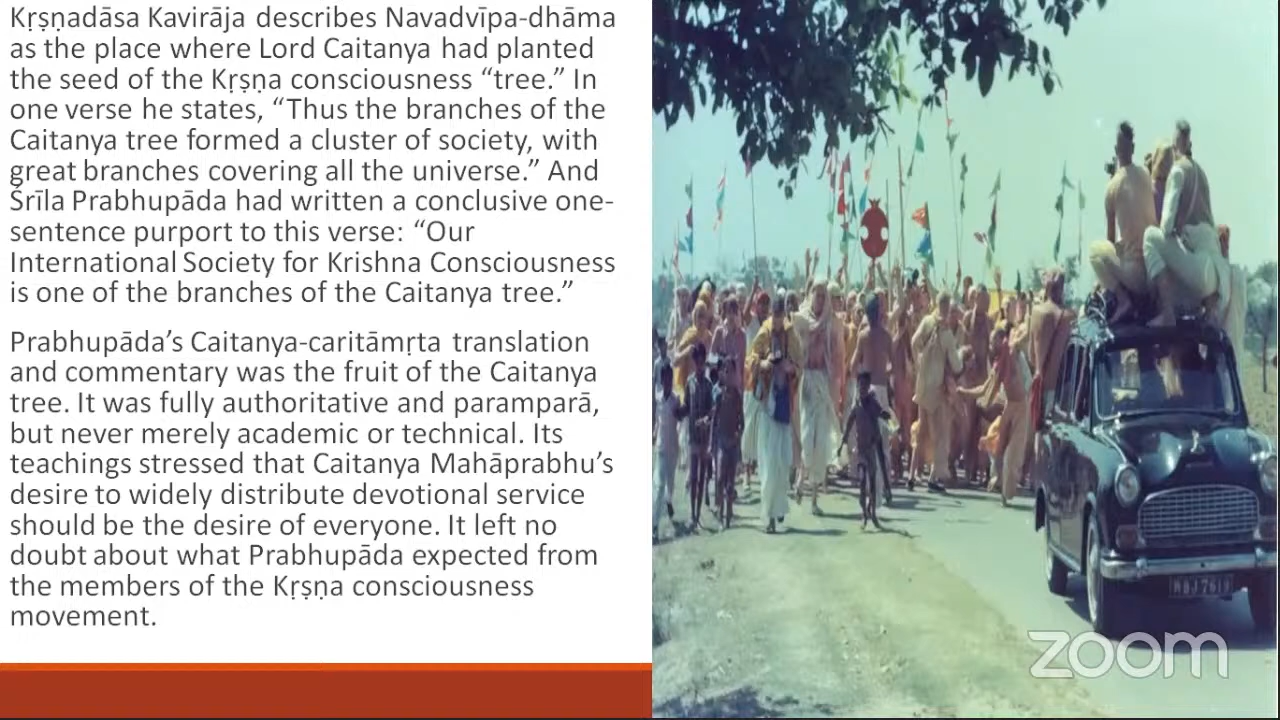 Kṛṣṇadāsa Kavirāja describes Navadvīpa-dhāma
as the place where Lord Caitanya had planted
the seed of the Kṛṣṇa consciousness “tree.” In
one verse he states, “Thus the branches of the
Caitanya tree formed a cluster of society, with
great branches covering all the universe.” And
Śrīla Prabhupāda had written a conclusive one-
sentence purport to this verse: “Our
International Society for Krishna Consciousness
is one of the branches of the Caitanya tree.”
Prabhupāda’s Caitanya-caritāmṛta translation
and commentary was the fruit of the Caitanya
tree. It was fully authoritative and paramparā,
but never merely academic or technical. Its
teachings stressed that Caitanya Mahāprabhu’s
desire to widely distribute devotional service
should be the desire of everyone. It left no
doubt about what Prabhupāda expected from
the members of the Kṛṣṇa consciousness
movement.
zoom